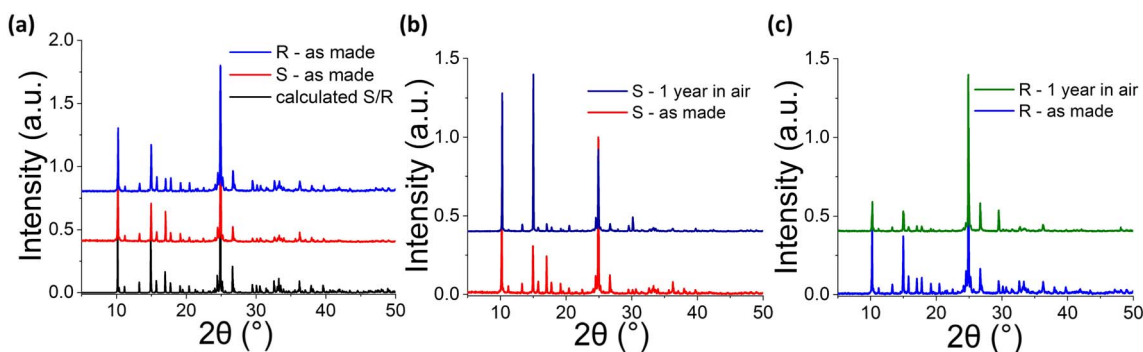 (a)
2.0
1.5
1.0
0.5
0.0
Intensity (a.u.)
R - as made
S - as made
calculated S/R
10 20 30 40 50
2θ (°)
(b)
1.5
1.0
0.5
0.0
Intensity (a.u.)
S - 1 year in air
S - as made
10 20 30 40 50
2θ (°)
(c)
1.5
1.0
0.5
0.0
Intensity (a.u.)
R - 1 year in air
R - as made
10 20 30 40 50
2θ (°)